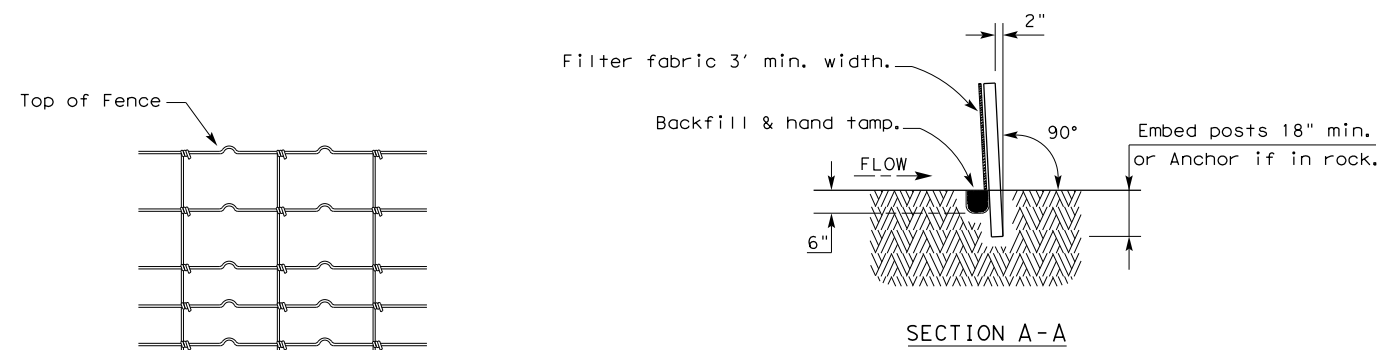 2"
Filter fabric 3' min. width.
Top of Fence
Backfill & hand tamp.
90°
Embed posts 18" min.
or Anchor if in rock.
FLOW
6"
SECTION A-A